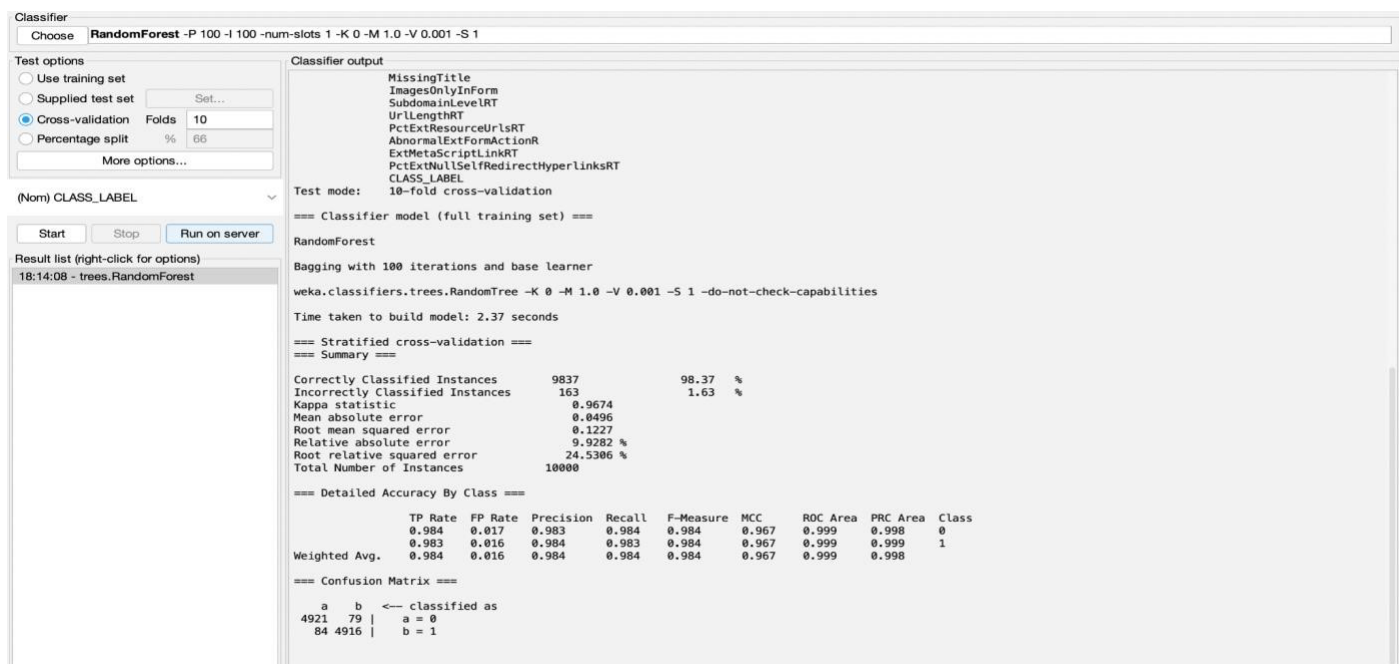 Classifier
Choose RandomForest -P 100 -I 100 -num-slots 1 -K 0 -M 1.0 -V 0.001 -S 1
Test options
Use training set
Supplied test set Set...
Cross-validation Folds 10
Percentage split % 66
More options...
(Nom) CLASS_LABEL
Start Stop Run on server
Result list (right-click for options)
18:14:08 - trees.RandomForest
Classifier output
MissingTitle
ImagesOnlyInForm
SubdomainLevelRT
UrlLengthRT
PctExtResourceUrlsRT
AbnormalExtFormActionR
ExtMetaScriptLinkRT
PctExtNullSelfRedirectHyperlinksRT
CLASS_LABEL
Test mode: 10-fold cross-validation
=== Classifier model (full training set) ===
RandomForest
Bagging with 100 iterations and base learner
weka.classifiers.trees.RandomTree -K 0 -M 1.0 -V 0.001 -S 1 -do-not-check-capabilities
Time taken to build model: 2.37 seconds
=== Stratified cross-validation ===
=== Summary ===
Correctly Classified Instances 9837 98.37 %
Incorrectly Classified Instances 163 1.63 %
Kappa statistic 0.9674
Mean absolute error 0.0496
Root mean squared error 0.1227
Relative absolute error 9.9282 %
Root relative squared error 24.5306 %
Total Number of Instances 10000
=== Detailed Accuracy By Class ===
TP Rate FP Rate Precision Recall F-Measure MCC ROC Area PRC Area Class
0.984 0.017 0.983 0.984 0.984 0.967 0.999 0.998 0
0.983 0.016 0.984 0.983 0.984 0.967 0.999 0.999 1
Weighted Avg. 0.984 0.016 0.984 0.984 0.984 0.967 0.999 0.998
=== Confusion Matrix ===
a b <-- classified as
4921 79 | a = 0
84 4916 | b = 1